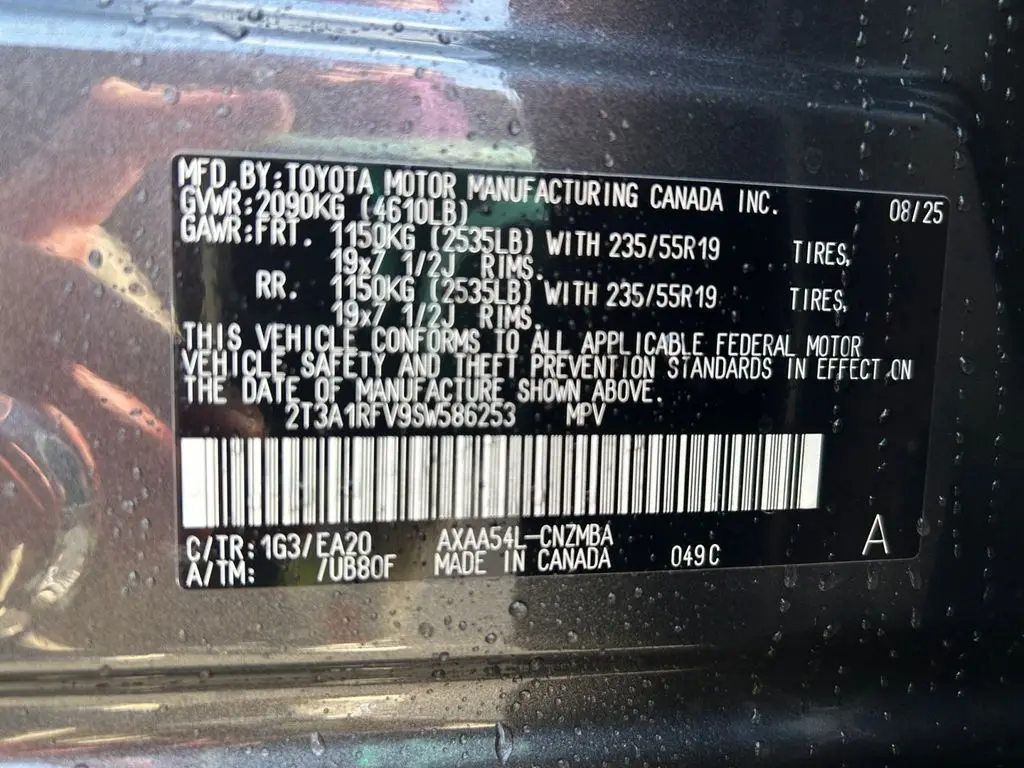 MFD.BY:TOYOTA MOTOR MANUFACTURING CANADA INC. 08/25
GVWR:2090KG (4610LB)
GAWR:FRT. 1150KG (2535LB) WITH 235/55R19 TIRES,
19x7 1/2J RIMS.
RR. 1150KG (2535LB) WITH 235/55R19 TIRES,
19x7 1/2J RIMS.
THIS VEHICLE CONFORMS TO ALL APPLICABLE FEDERAL MOTOR
VEHICLE SAFETY AND THEFT PREVENTION STANDARDS IN EFFECT ON
THE DATE OF MANUFACTURE SHOWN ABOVE.
2T3A1RFV9SW586253 MPV
C/TR:1G3/EA20 AXAA54L-CNZMBA A
A/TM: /UB80F MADE IN CANADA 049C